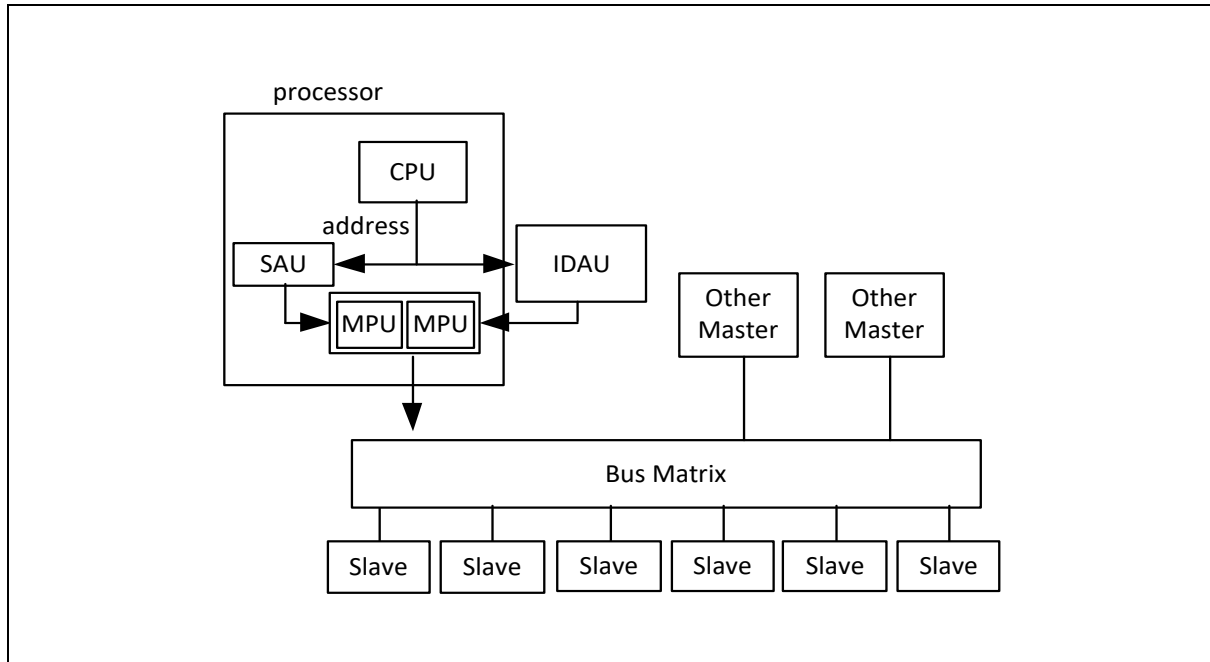 processor
CPU
address
SAU
IDAU
MPU MPU
Other
Master
Other
Master
Bus Matrix
Slave Slave Slave Slave Slave Slave